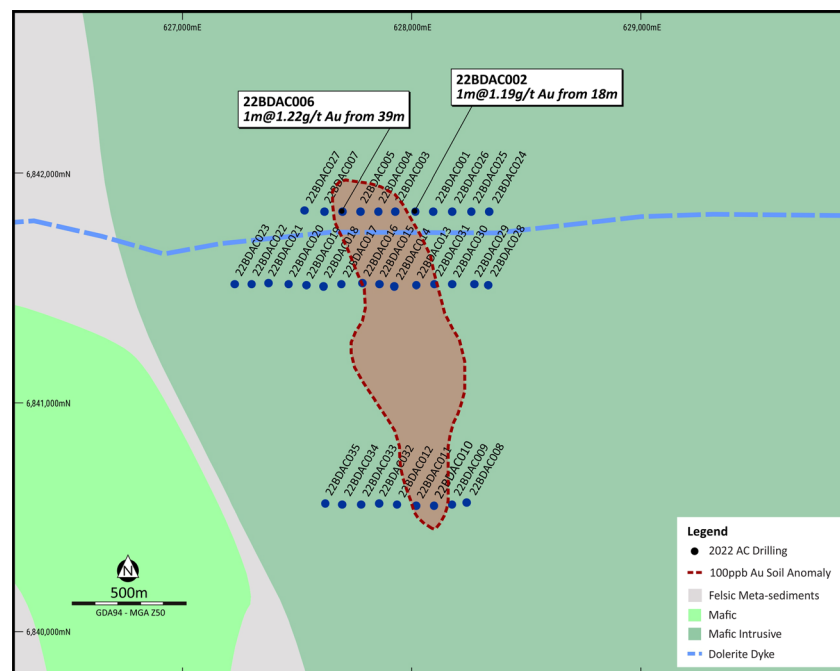 627,000mE
628,000mE
629,000mE
22BDAC006
1m@1.22g/t Au from 39m
22BDAC002
1m@1.19g/t Au from 18m
6,842,000mN
22BDAC027
22BDAC007
22BDAC005
22BDAC004
22BDAC003
22BDAC001
22BDAC026
22BDAC025
22BDAC024
22BDAC023
22BDAC022
22BDAC021
22BDAC020
22BDAC019
22BDAC018
22BDAC017
22BDAC016
22BDAC015
22BDAC014
22BDAC013
22BDAC031
22BDAC030
22BDAC029
22BDAC028
6,841,000mN
22BDAC035
22BDAC034
22BDAC033
22BDAC032
22BDAC012
22BDAC011
22BDAC010
22BDAC009
22BDAC008
N
500m
GDA94 - MGA Z50
6,840,000mN
Legend
2022 AC Drilling
100ppb Au Soil Anomaly
Felsic Meta-sediments
Mafic
Mafic Intrusive
Dolerite Dyke